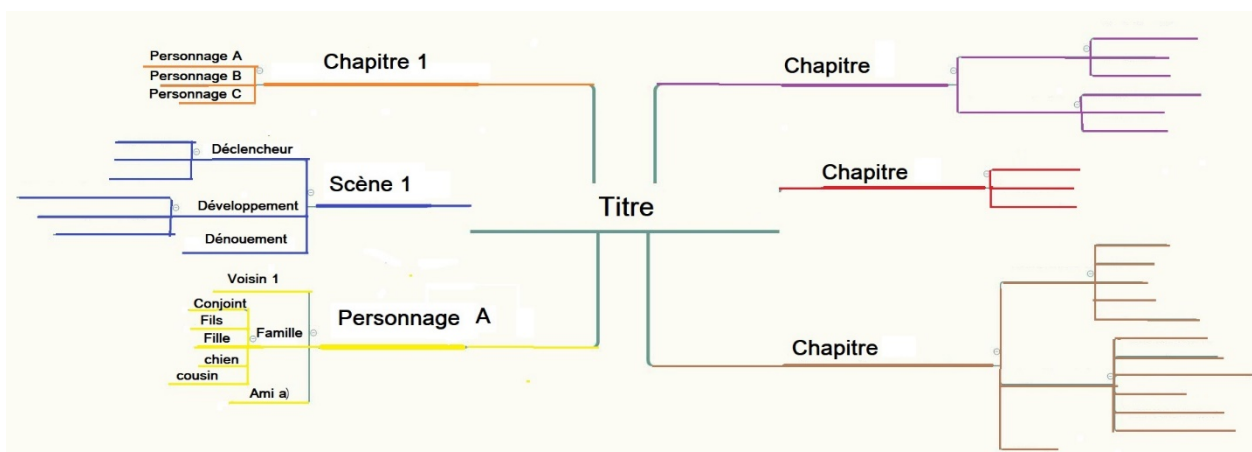 Titre
Chapitre 1
Personnage A
Personnage B
Personnage C
Scène 1
Déclencheur
Développement
Dénouement
Personnage A
Voisin 1
Famille
Conjoint
Fils
Fille
chien
cousin
Ami a)
Chapitre
Chapitre
Chapitre